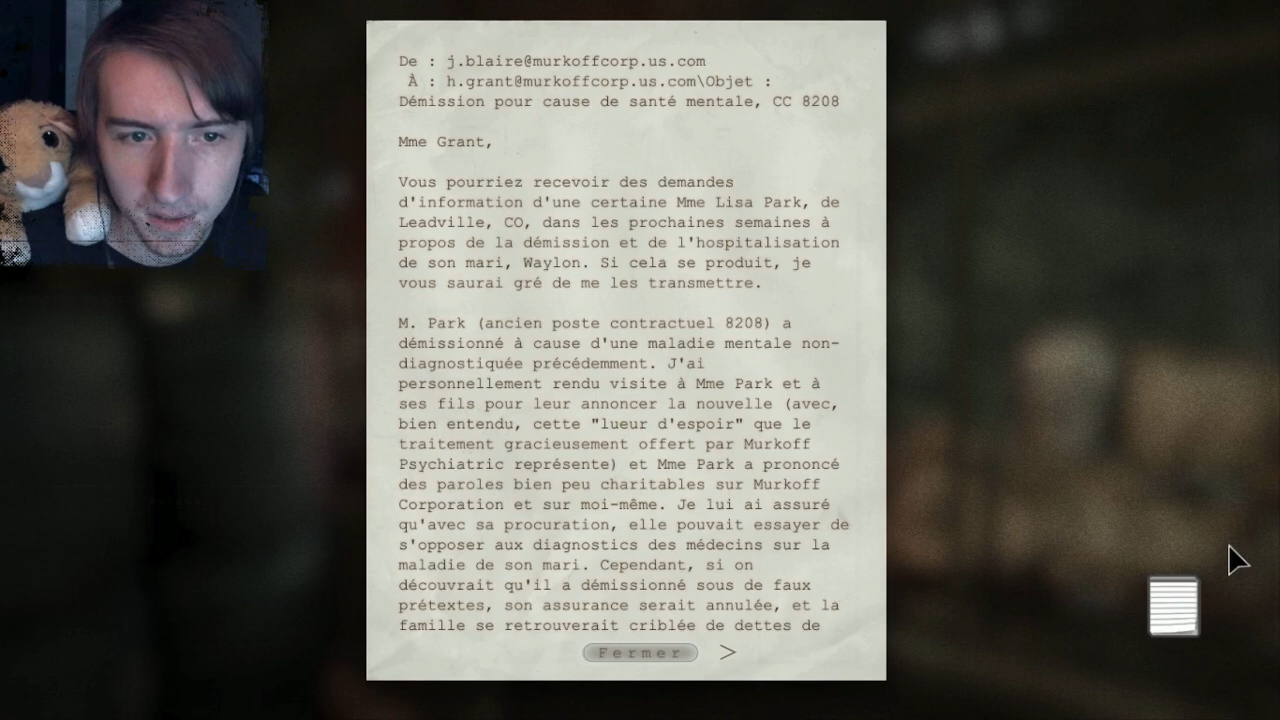 De : j.blaire@murkoffcorp.us.com
À : h.grant@murkoffcorp.us.com\Objet :
Démission pour cause de santé mentale, CC 8208
Mme Grant,
Vous pourriez recevoir des demandes
d'information d'une certaine Mme Lisa Park, de
Leadville, CO, dans les prochaines semaines à
propos de la démission et de l'hospitalisation
de son mari, Waylon. Si cela se produit, je
vous saurai gré de me les transmettre.
M. Park (ancien poste contractuel 8208) a
démissionné à cause d'une maladie mentale non-
diagnostiquée précédemment. J'ai
personnellement rendu visite à Mme Park et à
ses fils pour leur annoncer la nouvelle (avec,
bien entendu, cette "lueur d'espoir" que le
traitement gracieusement offert par Murkoff
Psychiatric représente) et Mme Park a prononcé
des paroles bien peu charitables sur Murkoff
Corporation et sur moi-même. Je lui ai assuré
qu'avec sa procuration, elle pouvait essayer de
s'opposer aux diagnostics des médecins sur la
maladie de son mari. Cependant, si on
découvrait qu'il a démissionné sous de faux
prétextes, son assurance serait annulée, et la
famille se retrouverait criblée de dettes de
Fermer >